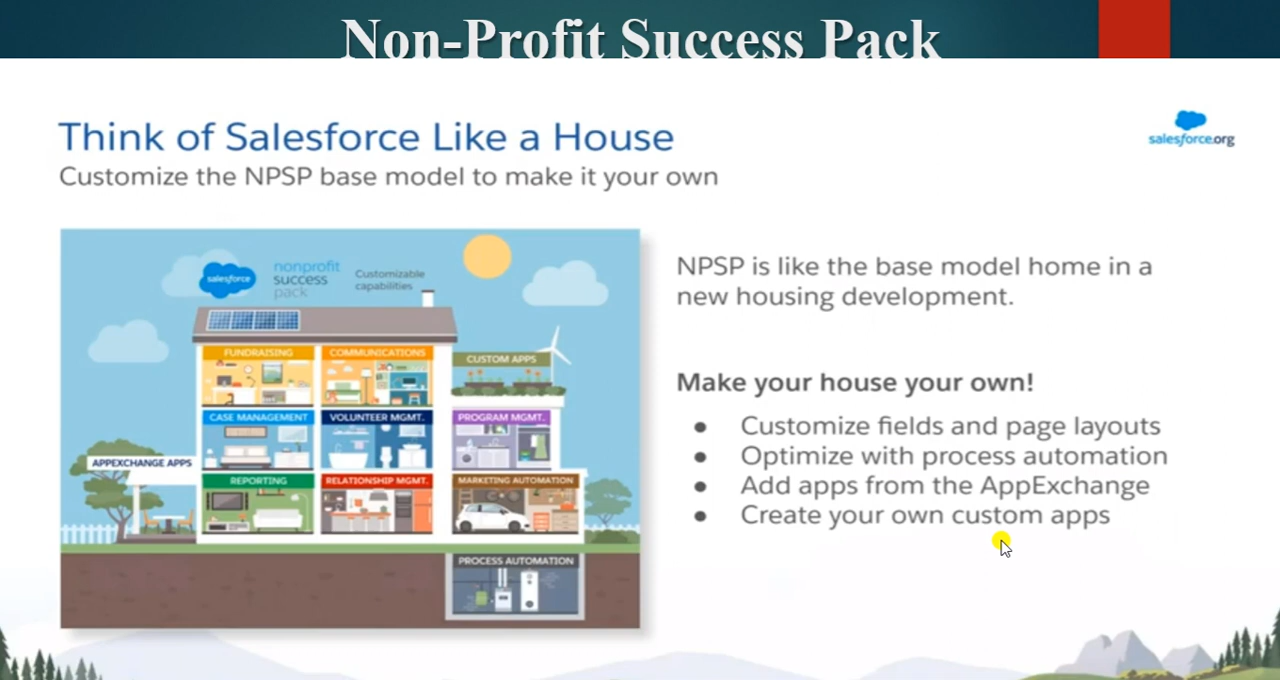 Non-Profit Success Pack
Think of Salesforce Like a House
salesforce.org
Customize the NPSP base model to make it your own
salesforce
nonprofit
success
pack
Customizable
capabilities
FUNDRAISING
COMMUNICATIONS
CUSTOM APPS
CASE MANAGEMENT
VOLUNTEER MGMT.
PROGRAM MGMT.
APPEXCHANGE APPS
REPORTING
RELATIONSHIP MGMT.
MARKETING AUTOMATION
PROCESS AUTOMATION
NPSP is like the base model home in a
new housing development.
Make your house your own!
● Customize fields and page layouts
● Optimize with process automation
● Add apps from the AppExchange
● Create your own custom apps